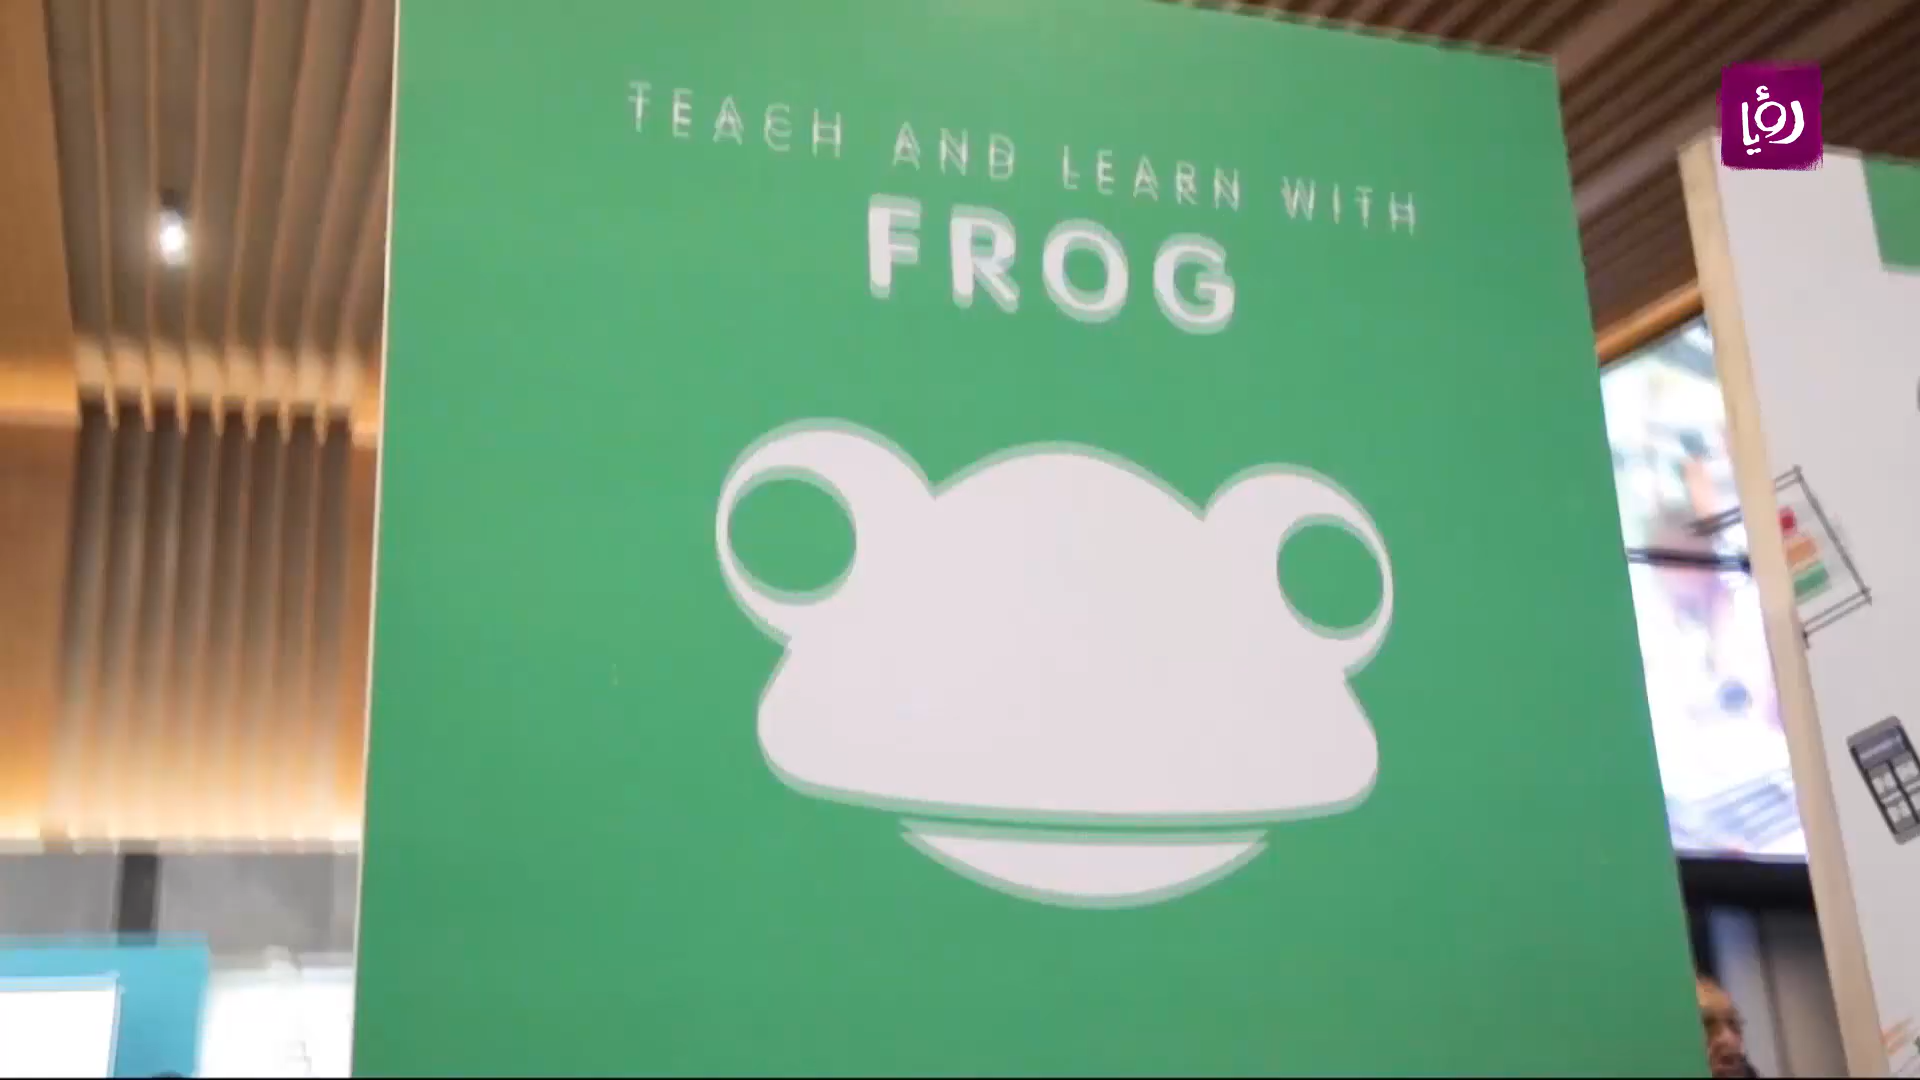 TEACH AND LEARN WITH
FROG
رؤيا